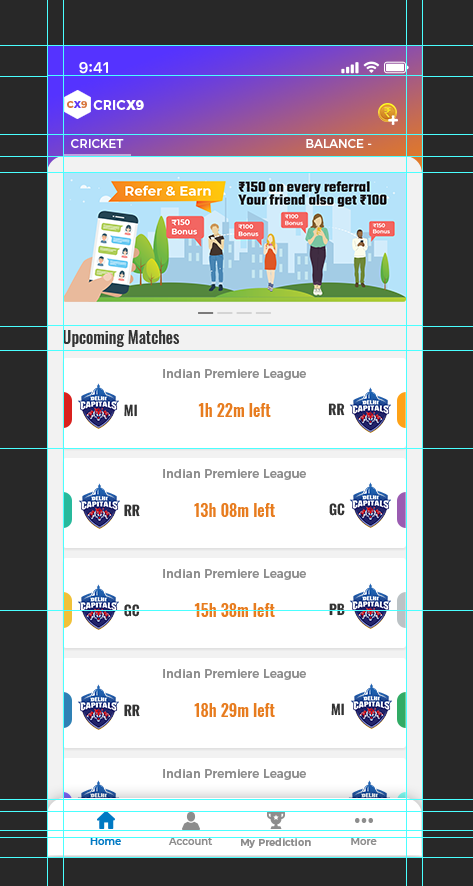 9:41
CX9 CRICX9
CRICKET BALANCE -
Refer & Earn
₹150 on every referral
Your friend also get ₹100
₹150
Bonus
₹100
Bonus
₹100
Bonus
₹150
Bonus
Upcoming Matches
Indian Premiere League
DELHI CAPITALS MI 1h 22m left RR DELHI CAPITALS
Indian Premiere League
DELHI CAPITALS RR 13h 08m left GC DELHI CAPITALS
Indian Premiere League
DELHI CAPITALS GC 15h 38m left PB DELHI CAPITALS
Indian Premiere League
DELHI CAPITALS RR 18h 29m left MI DELHI CAPITALS
Indian Premiere League
DELHI DELHI
Home Account My Prediction More